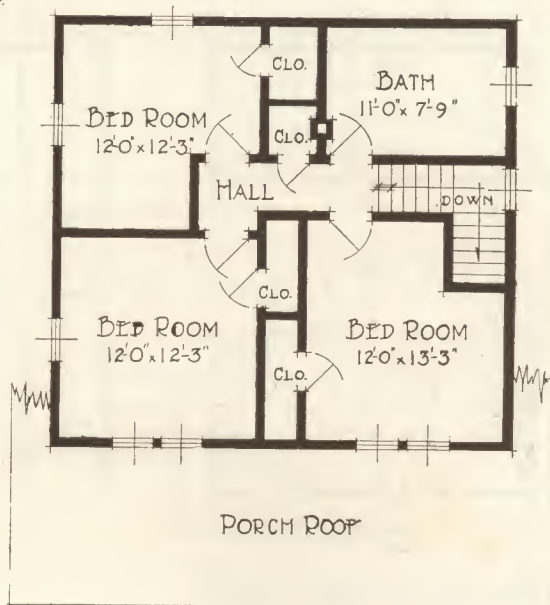 CLO.
BATH
11'-0" x 7'-9"
BED ROOM
12'-0" x 12'-3"
CLO.
HALL
DOWN
CLO.
BED ROOM
12'-0" x 12'-3"
BED ROOM
12'-0" x 13'-3"
CLO.
PORCH ROOF